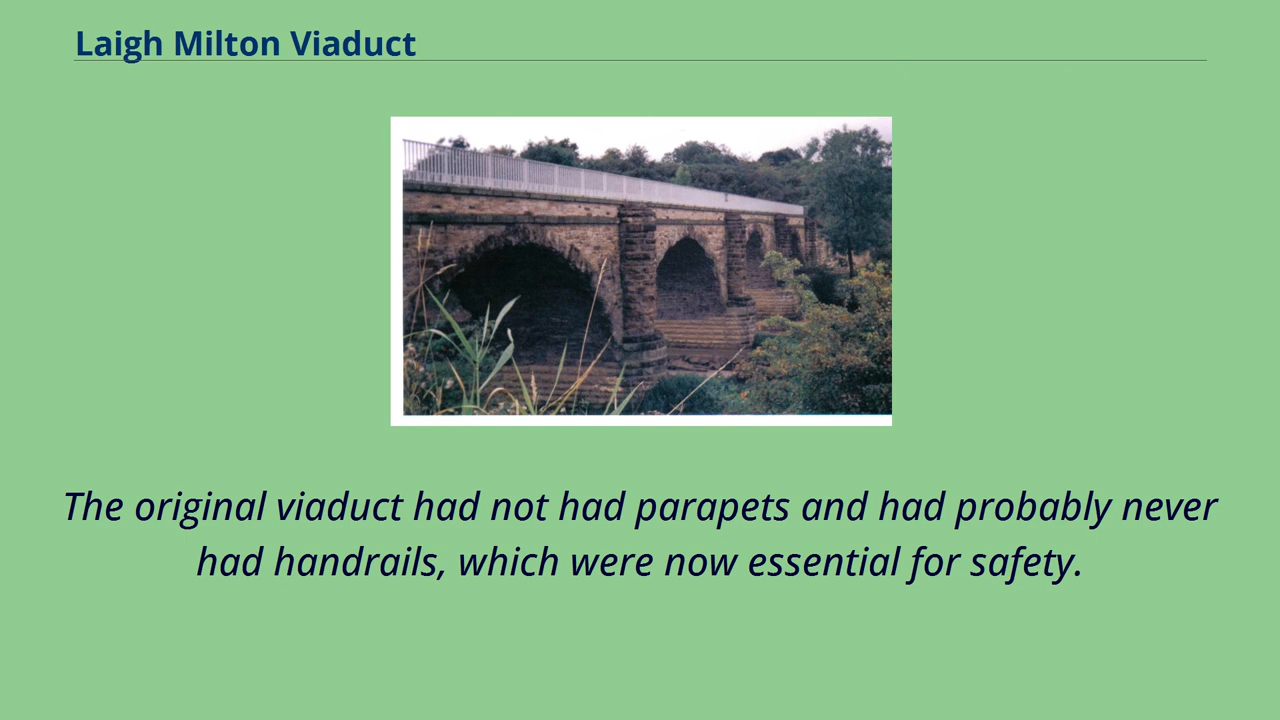 Laigh Milton Viaduct
The original viaduct had not had parapets and had probably never
had handrails, which were now essential for safety.